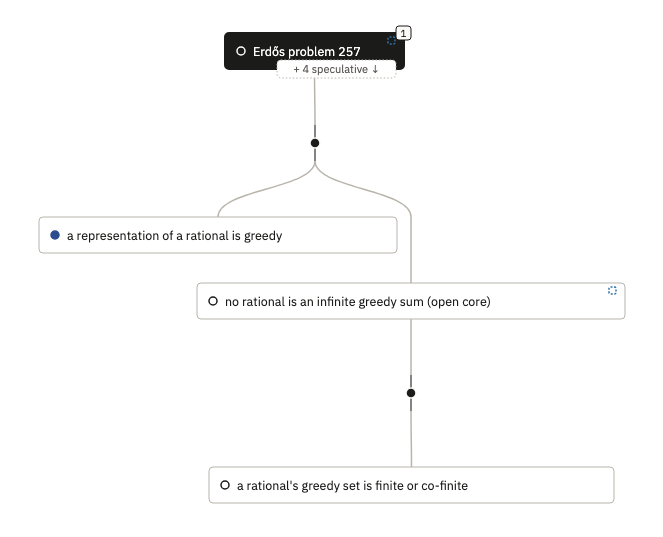 1
Erdős problem 257
+ 4 speculative ↓
a representation of a rational is greedy
no rational is an infinite greedy sum (open core)
a rational's greedy set is finite or co-finite